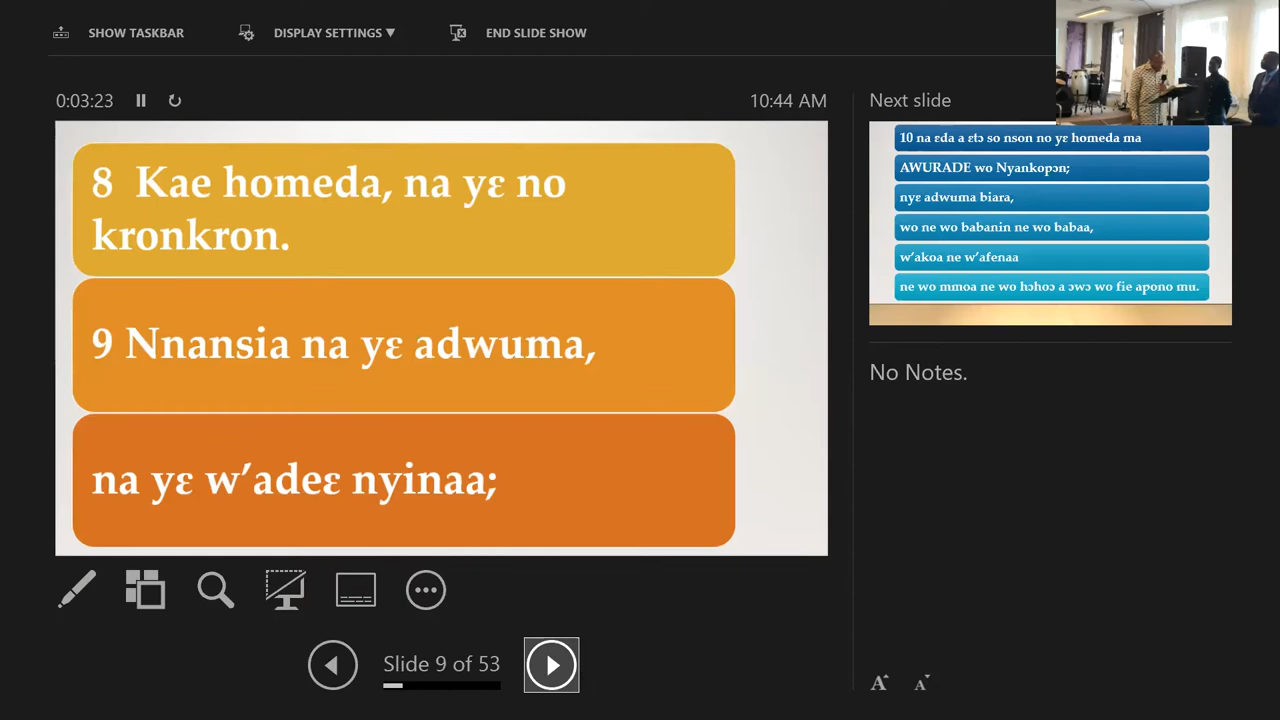 SHOW TASKBAR
DISPLAY SETTINGS ▼
END SLIDE SHOW
0:03:23
10:44 AM
8 Kae homeda, na yɛ no
kronkron.
9 Nnansia na yɛ adwuma,
na yɛ w’adeɛ nyinaa;
Next slide
10 na ɛda a ɛtɔ so nson no yɛ homeda ma
AWURADE wo Nyankopɔn;
nyɛ adwuma biara,
wo ne wo babanin ne wo babaa,
w’akoa ne w’afenaa
ne wo mmoa ne wo hɔhoɔ a ɔwɔ wo fie apono mu.
No Notes.
Slide 9 of 53
A A